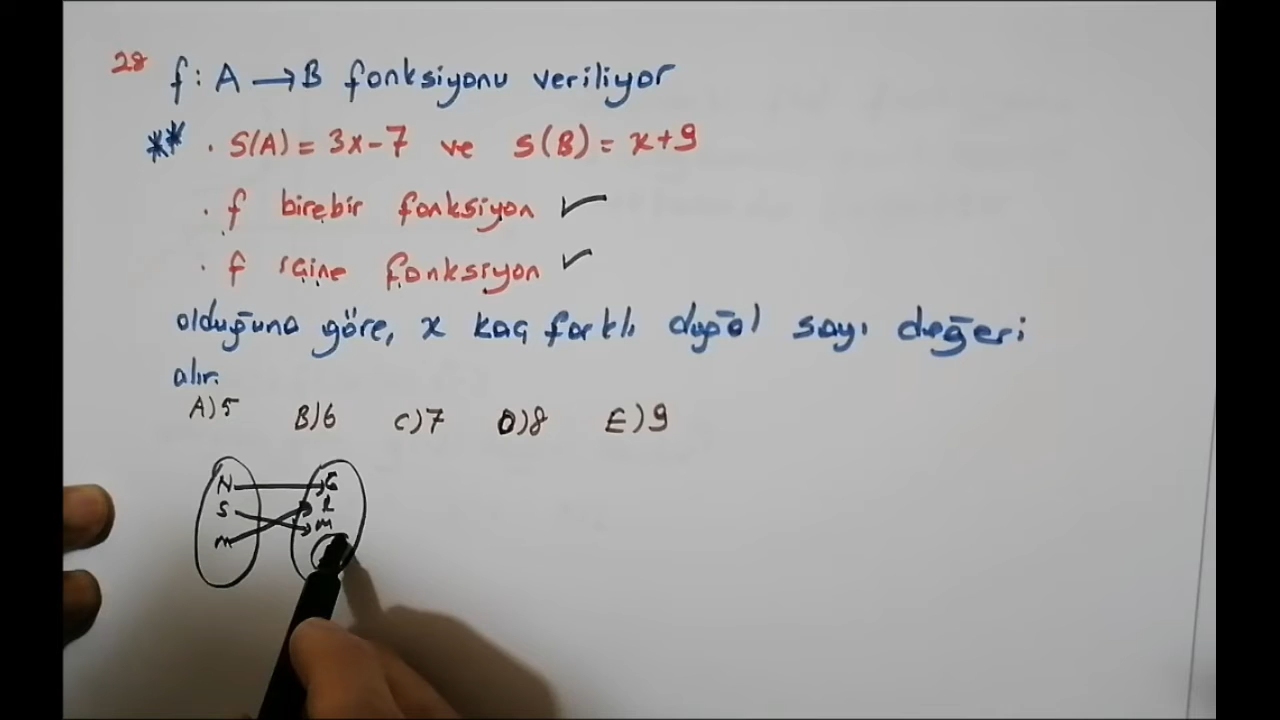 28 f: A → B fonksiyonu veriliyor
** . S(A) = 3x-7 ve S(B) = x+9
. f birebir fonksiyon ✓
. f içine fonksiyon ✓
olduğuna göre, x kaç farklı doğal sayı değeri
alır.
A) 5 B) 6 C) 7 D) 8 E) 9
N
S
M
R
M